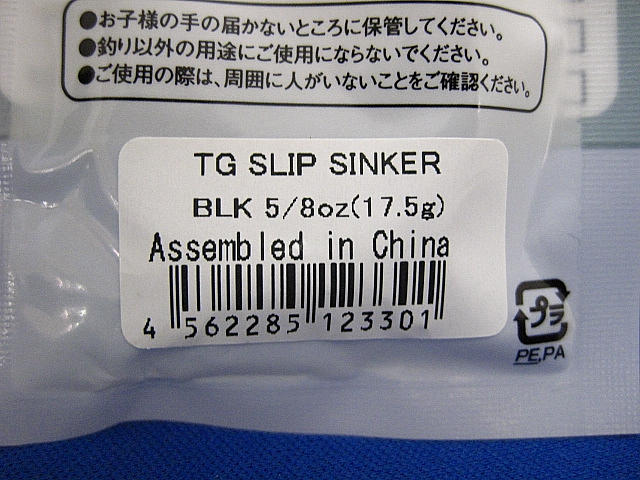 ●お子様の手の届かないところに保管してください。
●釣り以外の用途にご使用にならないでください。
●ご使用の際は、周囲に人がいないことをご確認ください。
TG SLIP SINKER
BLK 5/8oz(17.5g)
Assembled in China
4 562285 123301
プラ
PE,PA